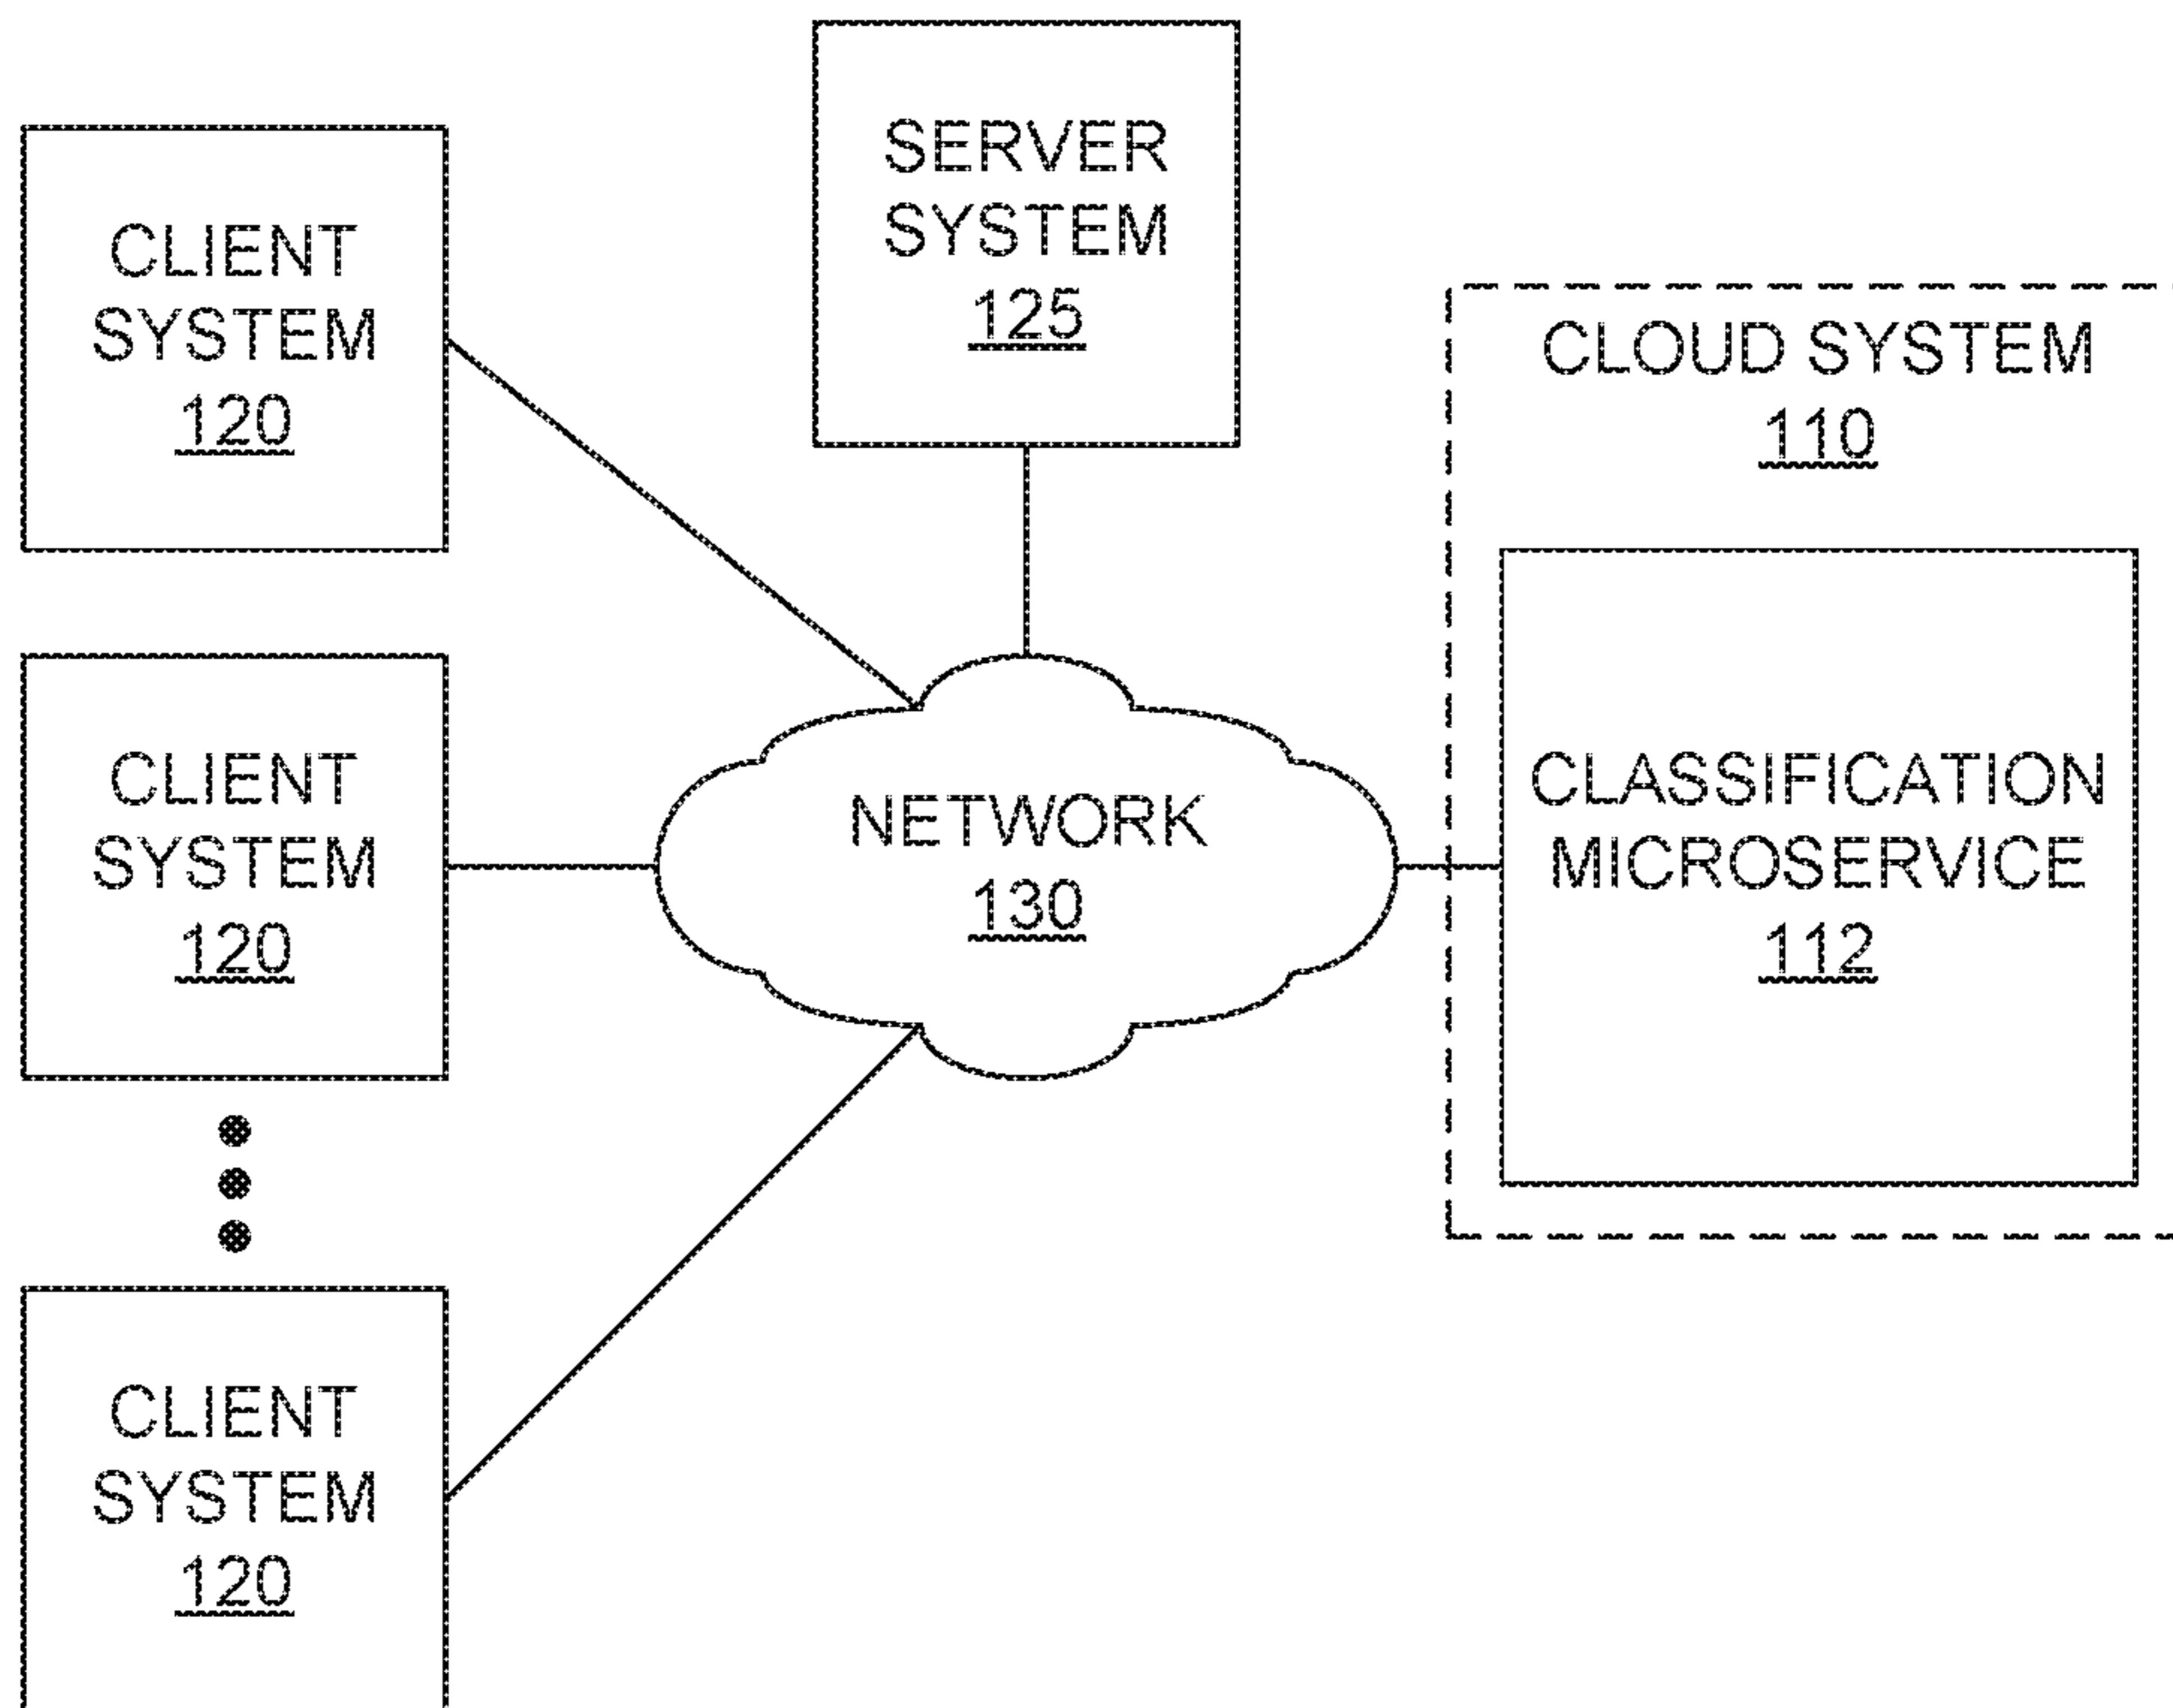 CLIENT
SYSTEM
120
SERVER
SYSTEM
125
CLOUD SYSTEM
110
CLIENT
SYSTEM
120
NETWORK
130
CLASSIFICATION
MICROSERVICE
112
CLIENT
SYSTEM
120